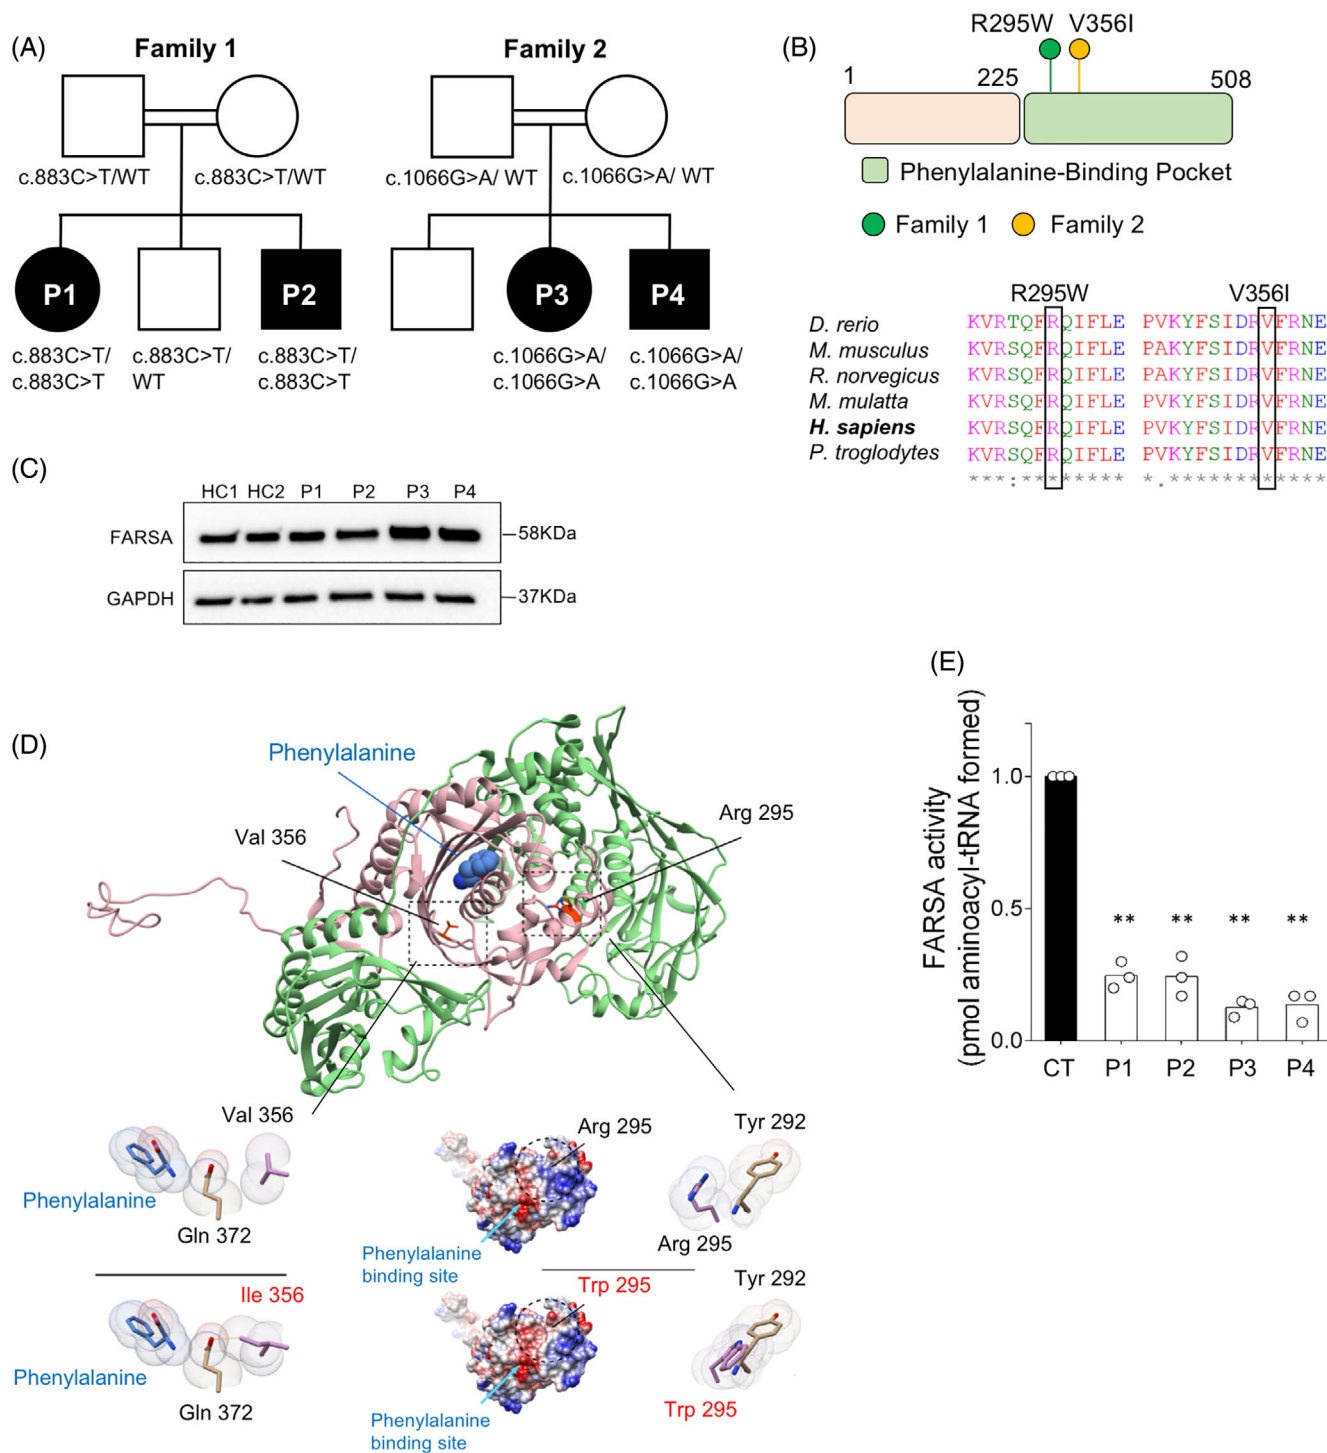 (A)
Family 1
Family 2
c.883C>T/WT
c.883C>T/WT
c.1066G>A/ WT
c.1066G>A/ WT
P1
P2
P3
P4
c.883C>T/
c.883C>T
c.883C>T/
WT
c.883C>T/
c.883C>T
c.1066G>A/
c.1066G>A
c.1066G>A/
c.1066G>A
(B)
R295W V356I
1 225 508
Phenylalanine-Binding Pocket
Family 1 Family 2
R295W V356I
D. rerio KVRTQFRQIFLE PVKYFSIDRVFRNE
M. musculus KVRSQFRQIFLE PAKYFSIDRVFRNE
R. norvegicus KVRSQFRQIFLE PAKYFSIDRVFRNE
M. mulatta KVRSQFRQIFLE PVKYFSIDRVFRNE
H. sapiens KVRSQFRQIFLE PVKYFSIDRVFRNE
P. troglodytes KVRSQFRQIFLE PVKYFSIDRVFRNE
***:******** *.************
(C)
HC1 HC2 P1 P2 P3 P4
FARSA 58KDa
GAPDH 37KDa
(D)
Phenylalanine
Val 356
Arg 295
Val 356
Phenylalanine
Gln 372
Ile 356
Phenylalanine
Gln 372
Arg 295
Phenylalanine
binding site
Trp 295
Phenylalanine
binding site
Tyr 292
Arg 295
Tyr 292
Trp 295
(E)
FARSA activity
(pmol aminoacyl-tRNA formed)
1.0
0.5
0.0
** ** ** **
CT P1 P2 P3 P4